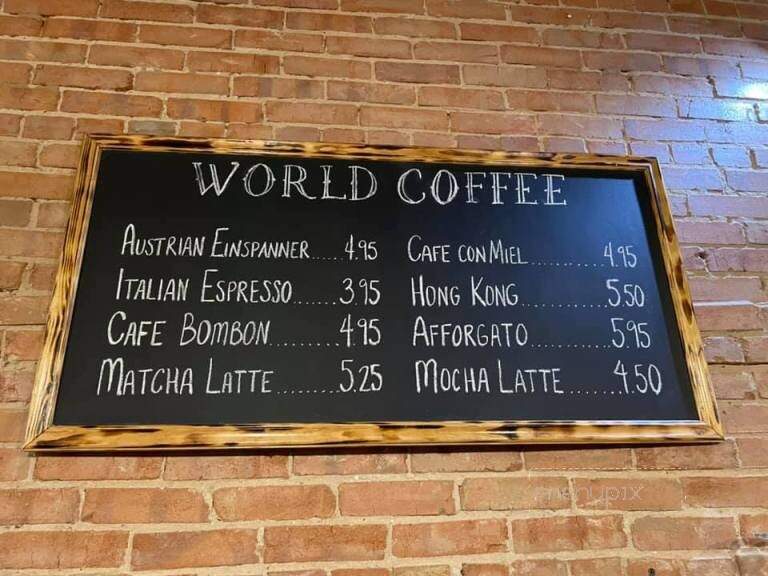 WORLD COFFEE
AUSTRIAN EINSPANNER.....4.95
ITALIAN ESPRESSO.......3.95
CAFE BOMBON.........4.95
MATCHA LATTE........5.25
CAFE CON MIEL..........4.95
HONG KONG............5.50
AFFORGATO...........5.95
MOCHA LATTE.......4.50
menupix